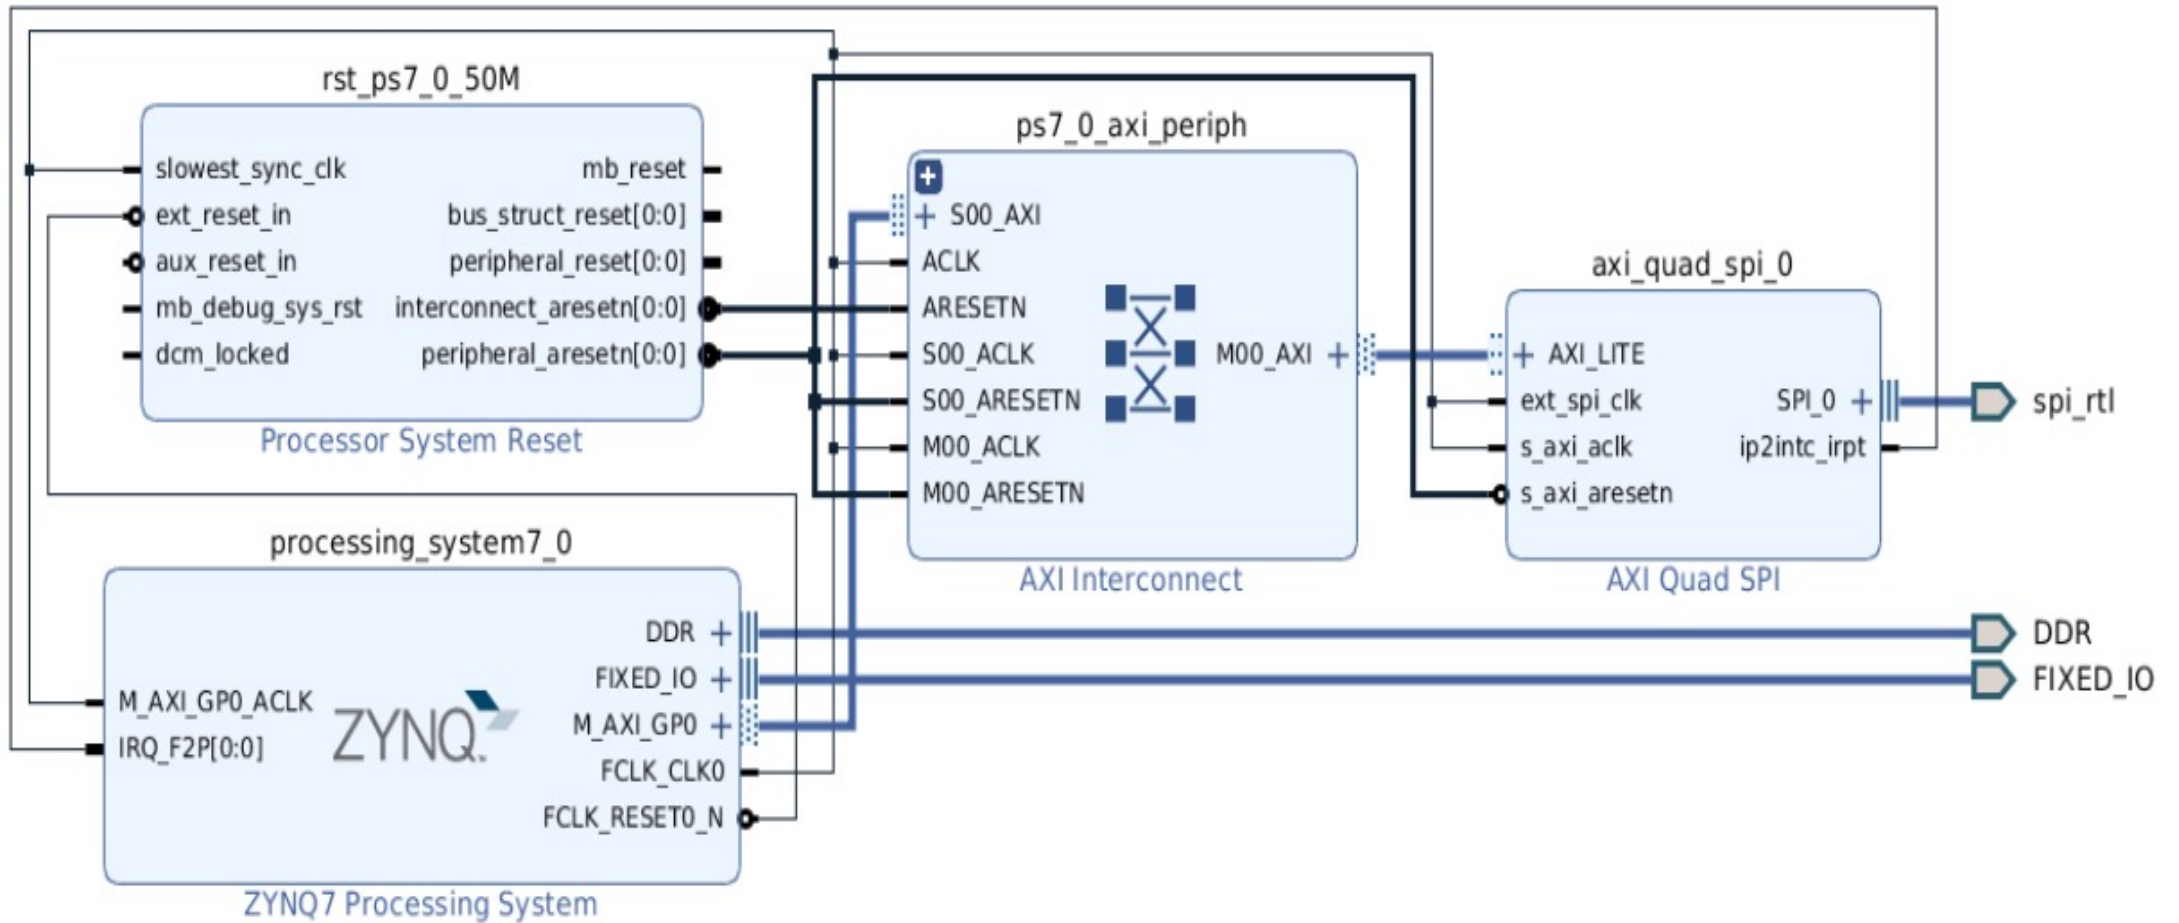 rst_ps7_0_50M
slowest_sync_clk
ext_reset_in
aux_reset_in
mb_debug_sys_rst
dcm_locked
mb_reset
bus_struct_reset[0:0]
peripheral_reset[0:0]
interconnect_aresetn[0:0]
peripheral_aresetn[0:0]
Processor System Reset
ps7_0_axi_periph
S00_AXI
ACLK
ARESETN
S00_ACLK
S00_ARESETN
M00_ACLK
M00_ARESETN
M00_AXI
AXI Interconnect
axi_quad_spi_0
AXI_LITE
ext_spi_clk
s_axi_aclk
s_axi_aresetn
SPI_0
ip2intc_irpt
AXI Quad SPI
spi_rtl
processing_system7_0
M_AXI_GP0_ACLK
IRQ_F2P[0:0]
ZYNQ
DDR
FIXED_IO
M_AXI_GP0
FCLK_CLK0
FCLK_RESET0_N
ZYNQ7 Processing System
DDR
FIXED_IO